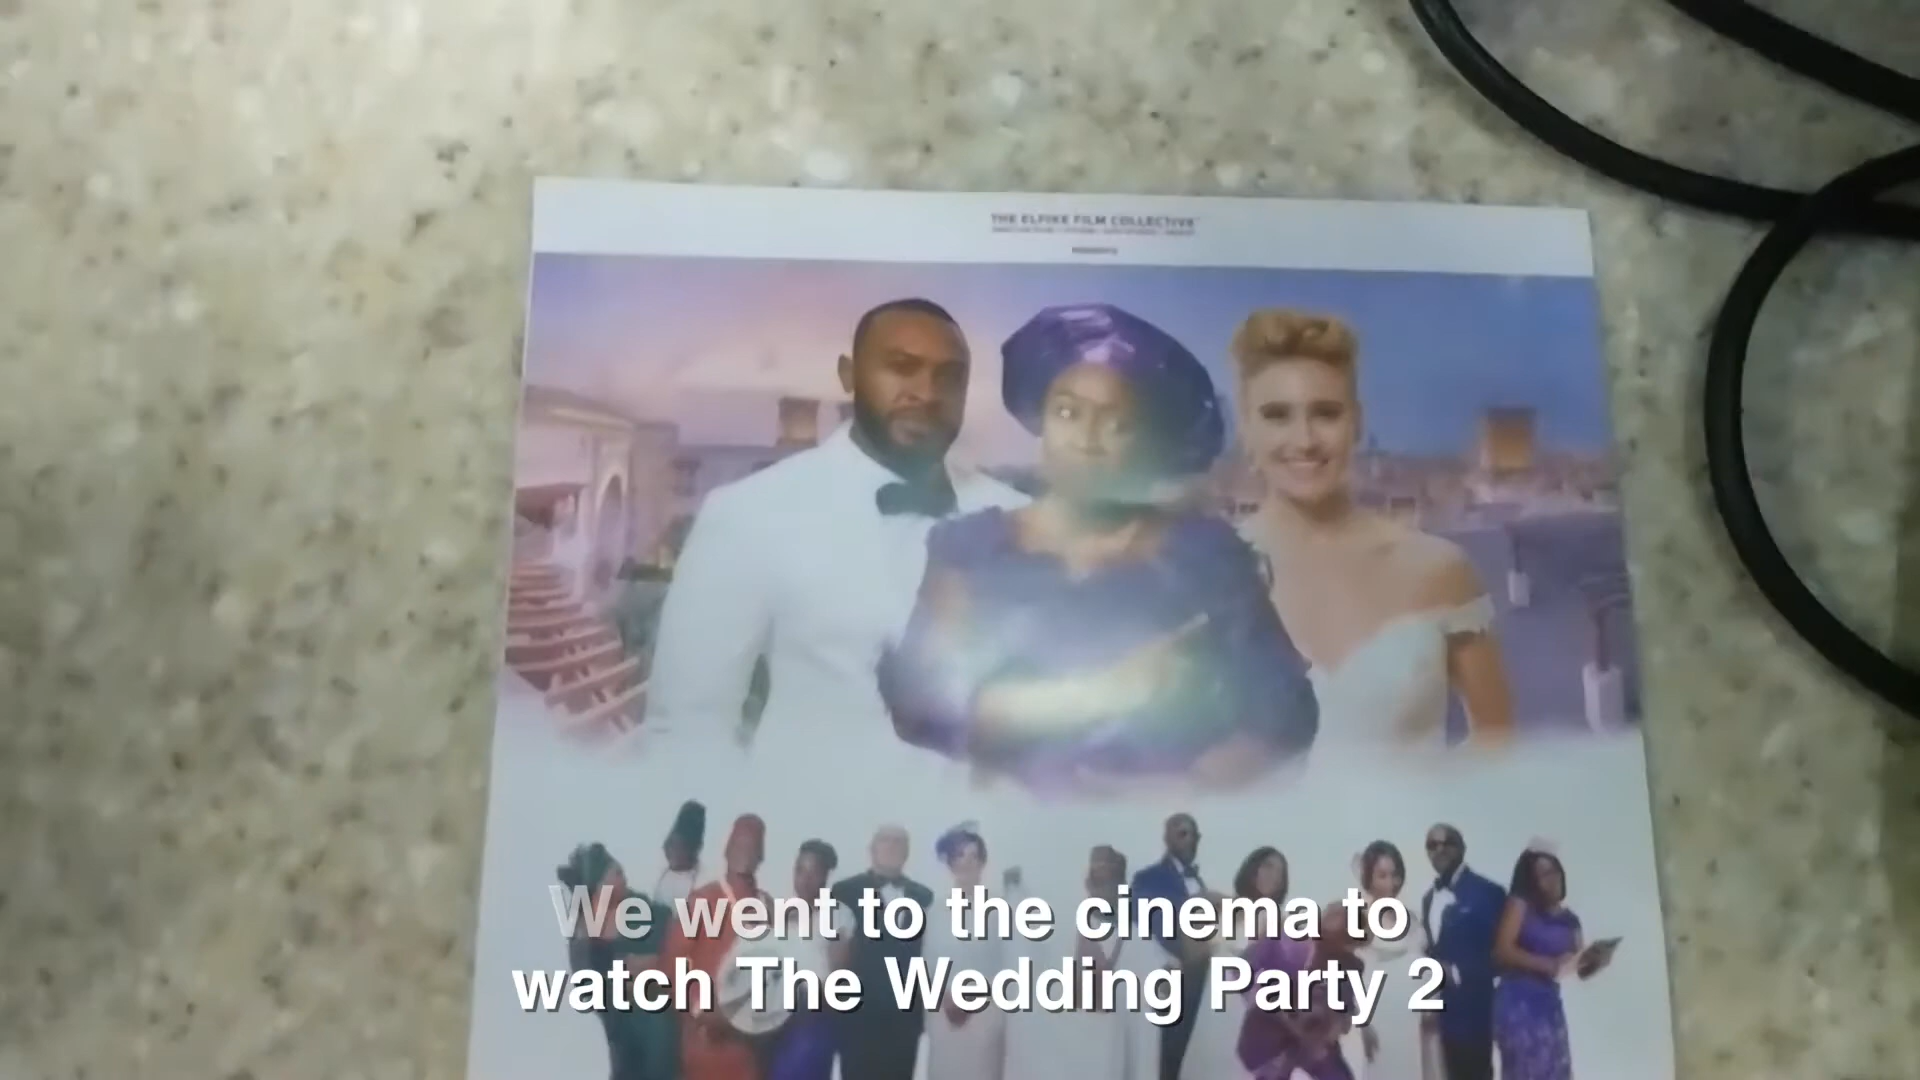 THE ELFIKE FILM COLLECTIVE
We went to the cinema to
watch The Wedding Party 2